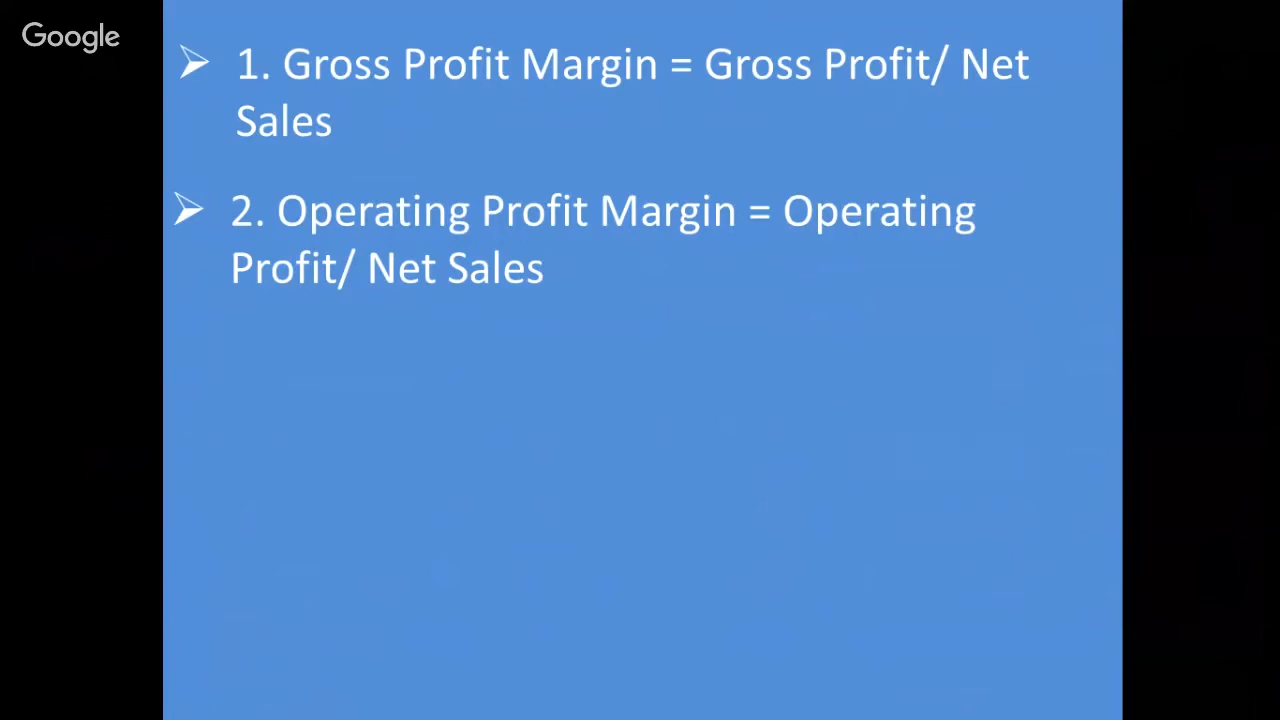 Google
➢ 1. Gross Profit Margin = Gross Profit/ Net
Sales
➢ 2. Operating Profit Margin = Operating
Profit/ Net Sales